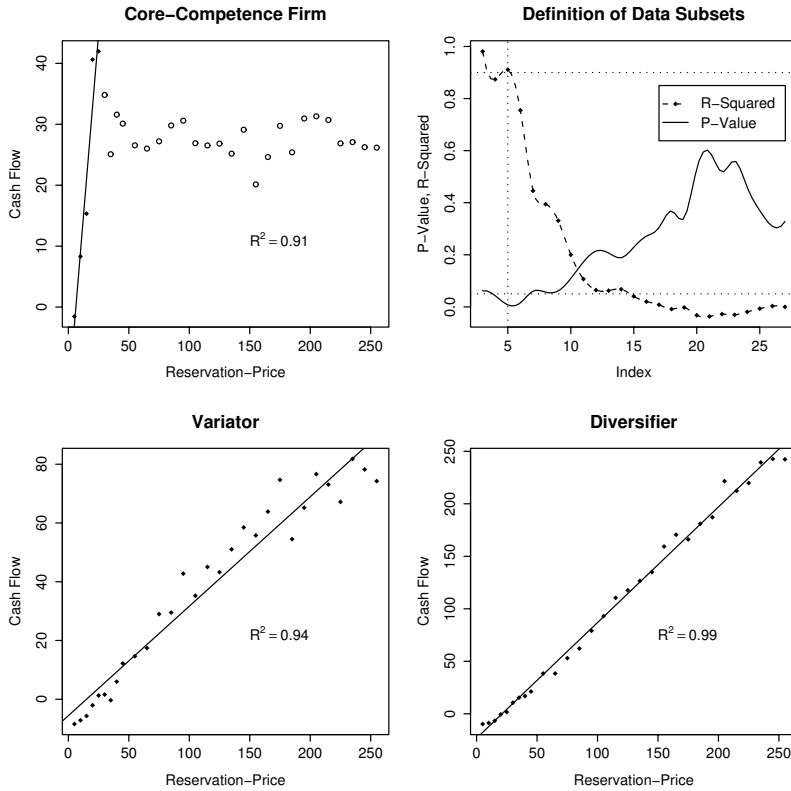 Core−Competence Firm
Cash Flow
40
30
20
10
0
R² = 0.91
0 50 100 150 200 250
Reservation−Price
Definition of Data Subsets
P−Value, R−Squared
1.0
0.8
0.6
0.4
0.2
0.0
R−Squared
P−Value
5 10 15 20 25
Index
Variator
Cash Flow
80
60
40
20
0
R² = 0.94
0 50 100 150 200 250
Reservation−Price
Diversifier
Cash Flow
250
200
150
100
50
0
R² = 0.99
0 50 100 150 200 250
Reservation−Price